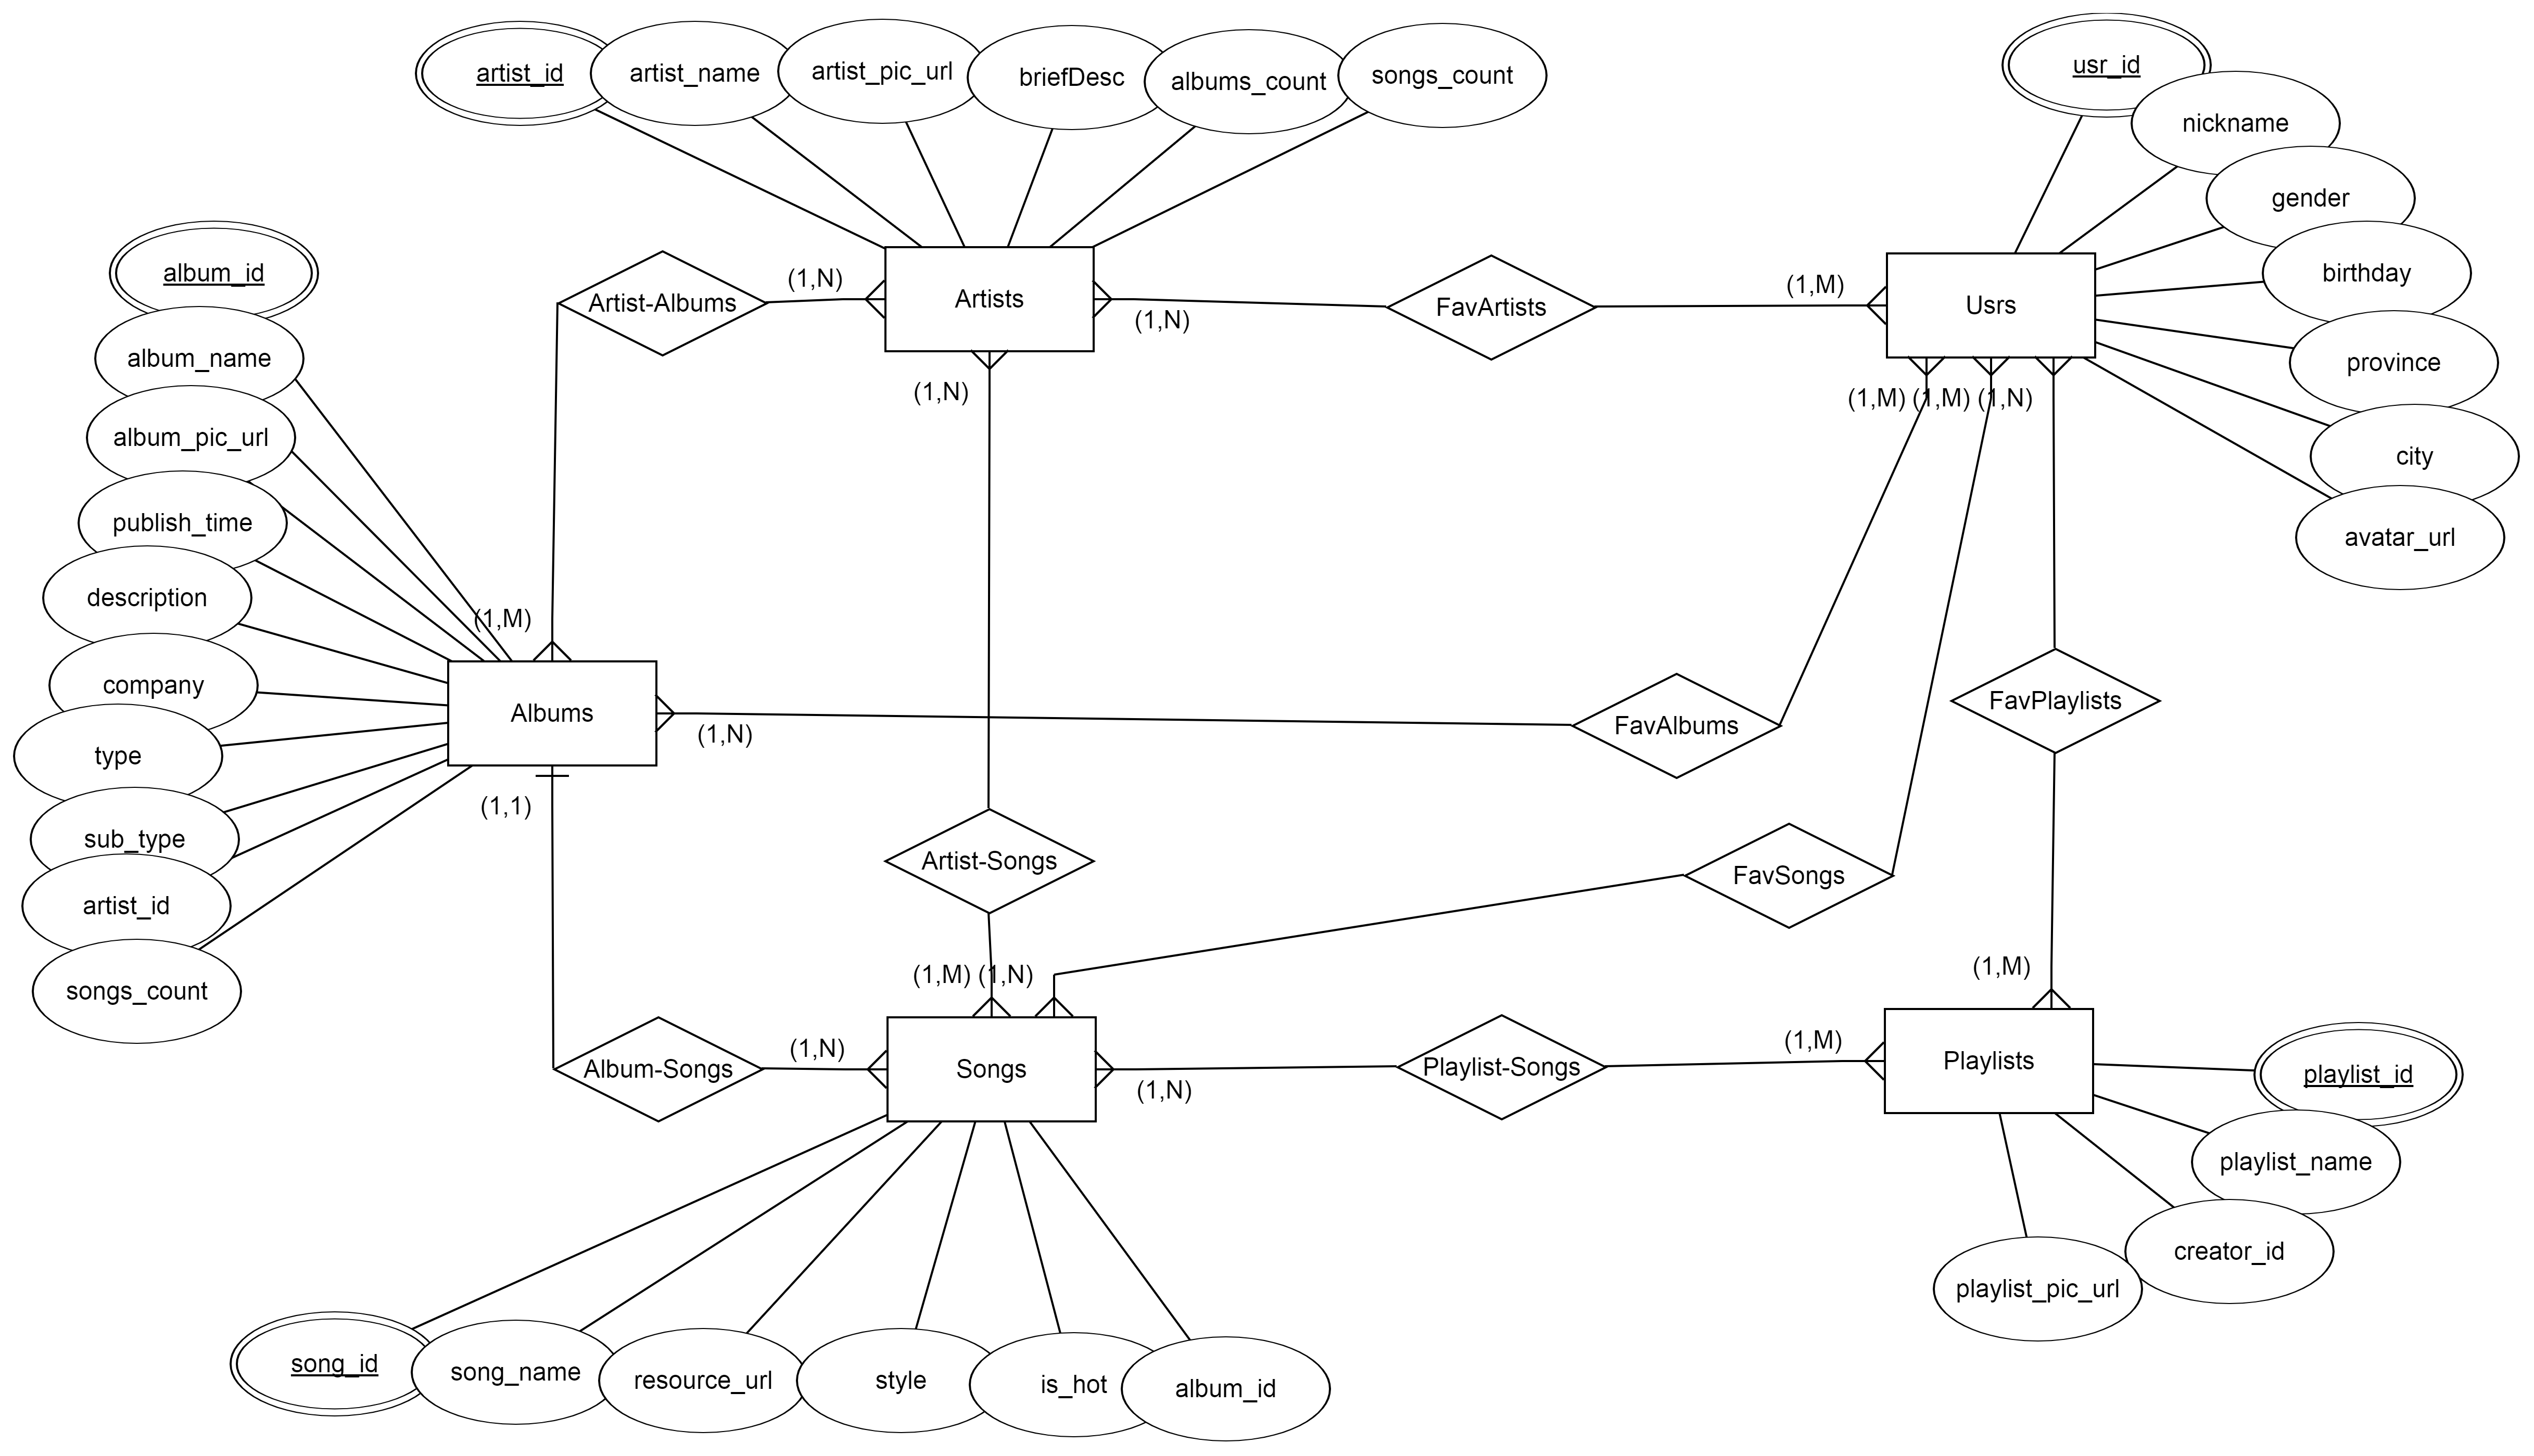 artist_id
artist_name
artist_pic_url
briefDesc
albums_count
songs_count
usr_id
nickname
gender
birthday
province
city
avatar_url
album_id
album_name
album_pic_url
publish_time
description
company
type
sub_type
artist_id
songs_count
Artist-Albums
(1,N)
Artists
(1,N)
FavArtists
(1,M)
Usrs
(1,N)
(1,M) (1,M) (1,N)
(1,M)
Albums
(1,N)
FavAlbums
FavPlaylists
(1,1)
Artist-Songs
FavSongs
(1,M) (1,N)
(1,M)
Album-Songs
(1,N)
Songs
(1,N)
Playlist-Songs
(1,M)
Playlists
playlist_id
playlist_name
creator_id
playlist_pic_url
song_id
song_name
resource_url
style
is_hot
album_id